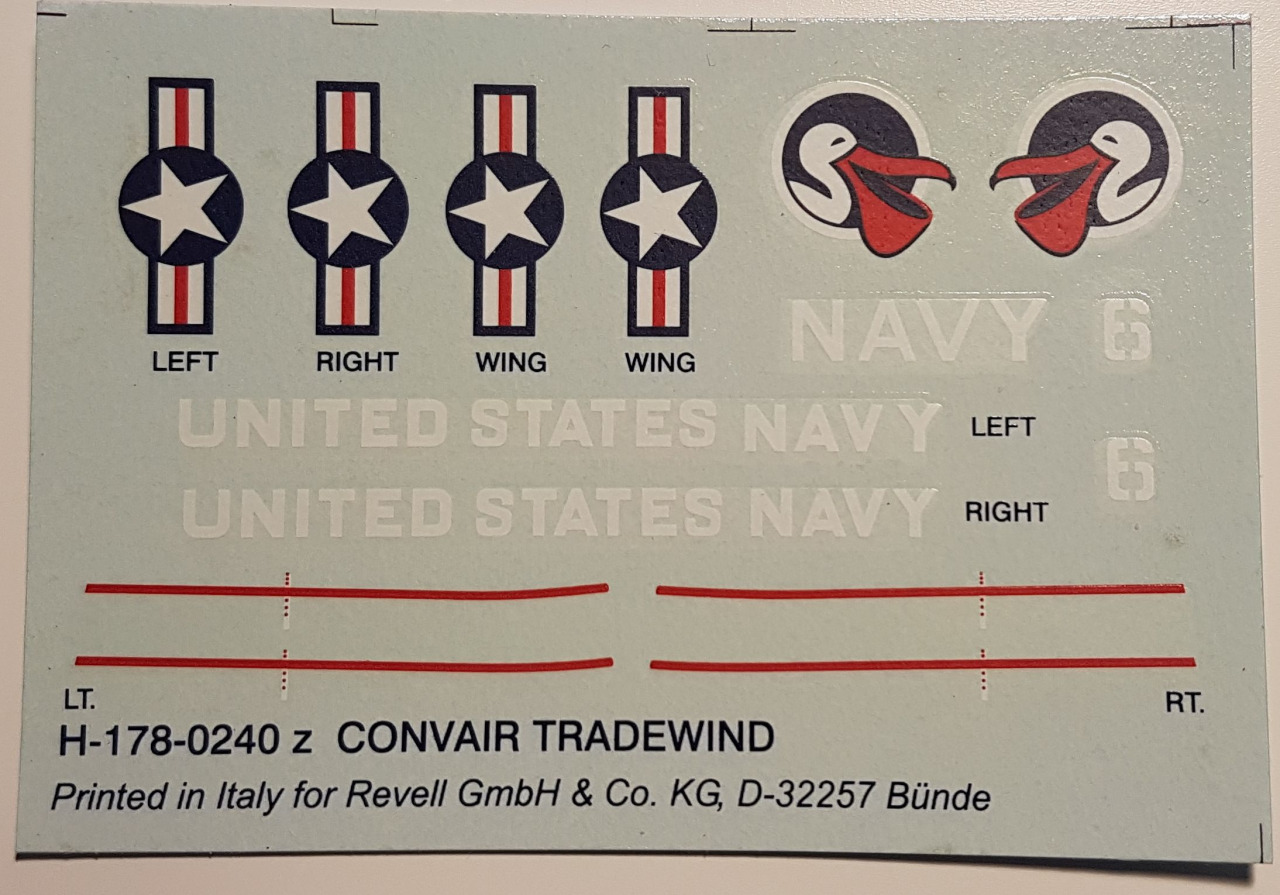 LEFT RIGHT WING WING
NAVY 6
UNITED STATES NAVY LEFT
6
UNITED STATES NAVY RIGHT
LT. RT.
H-178-0240 z CONVAIR TRADEWIND
Printed in Italy for Revell GmbH & Co. KG, D-32257 Bünde